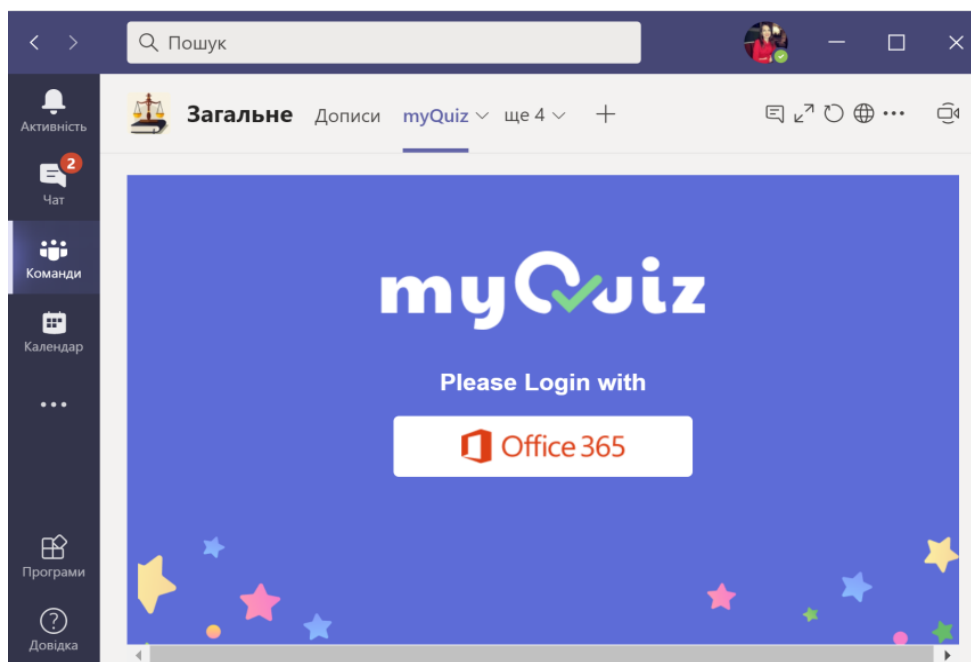 Пошук
Активність
2
Чат
Команди
Календар
Програми
Довідка
Загальне Дописи myQuiz ще 4
myQuiz
Please Login with
Office 365